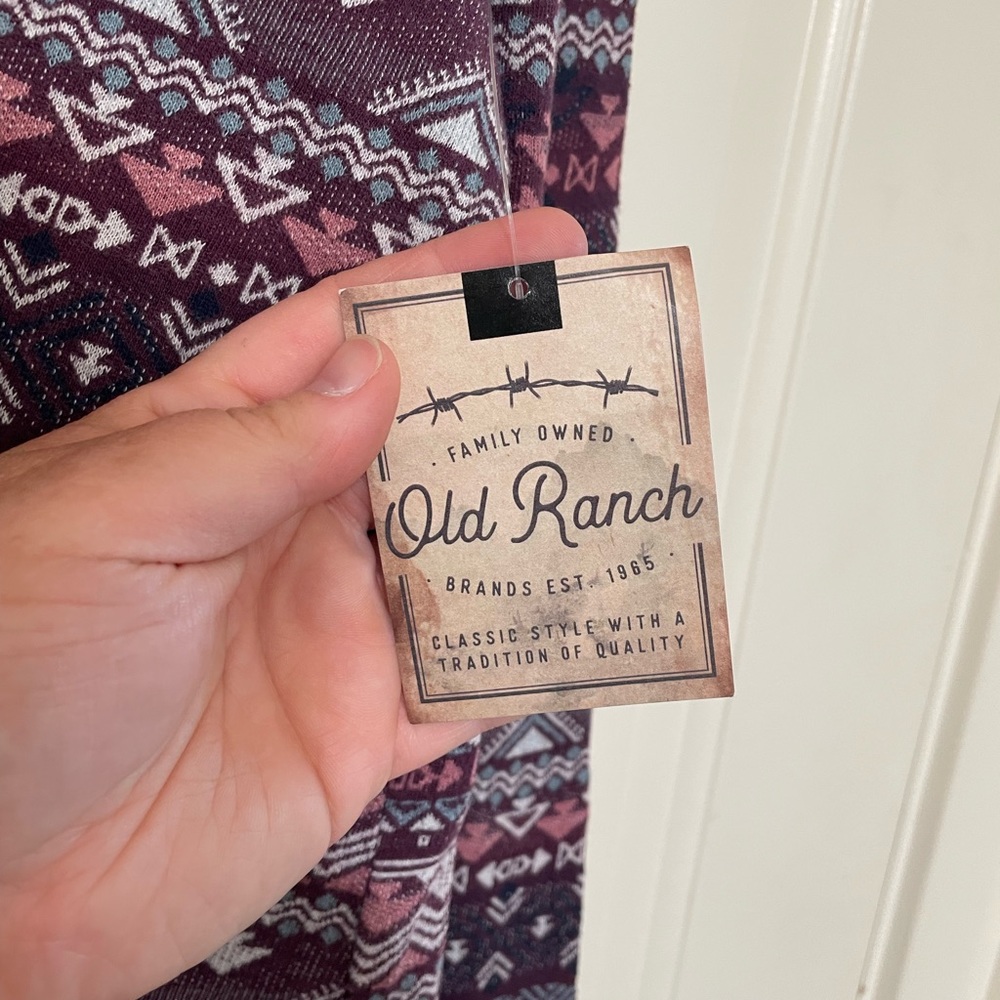 · FAMILY OWNED ·
Old Ranch
· BRANDS EST. 1965 ·
CLASSIC STYLE WITH A
TRADITION OF QUALITY